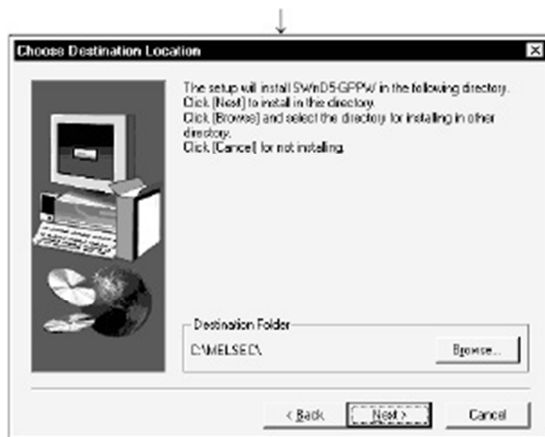 Choose Destination Location
The setup will install SWnD5-GPPW in the following directory.
Click [Next] to install in this directory.
Click [Browse] and select the directory for installing in other
directory.
Click [Cancel] for not installing.
Destination Folder
C:\MELSEC\
Browse...
< Back
Next >
Cancel